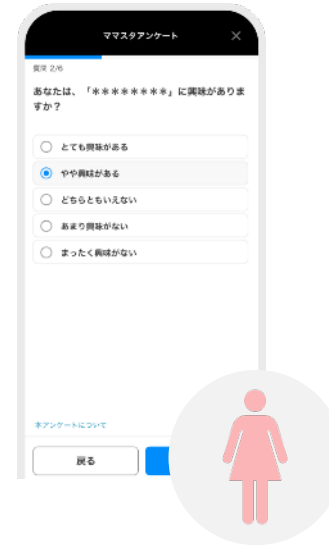 ママスタアンケート
質問 2/6
あなたは、「********」に興味がありま
すか？
とても興味がある
やや興味がある
どちらともいえない
あまり興味がない
まったく興味がない
本アンケートについて
戻る